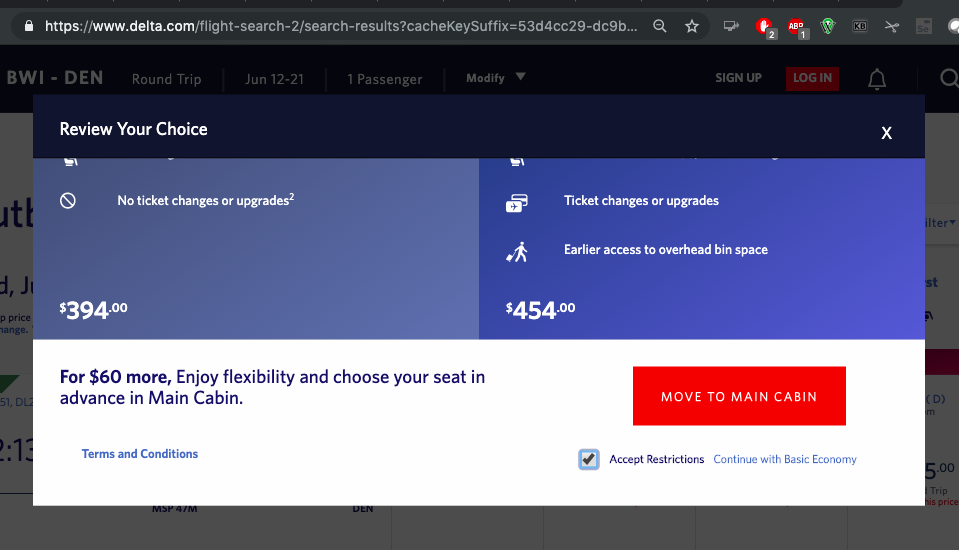 https://www.delta.com/flight-search-2/search-results?cacheKeySuffix=53d4cc29-dc9b...
2
ABP
1
KB
BWI - DEN
Round Trip
Jun 12-21
1 Passenger
Modify
SIGN UP
LOG IN
Review Your Choice
X
No ticket changes or upgrades2
$394.00
Ticket changes or upgrades
Earlier access to overhead bin space
$454.00
For $60 more, Enjoy flexibility and choose your seat in
advance in Main Cabin.
MOVE TO MAIN CABIN
Terms and Conditions
Accept Restrictions
Continue with Basic Economy
MSP 47M
DEN
Trip